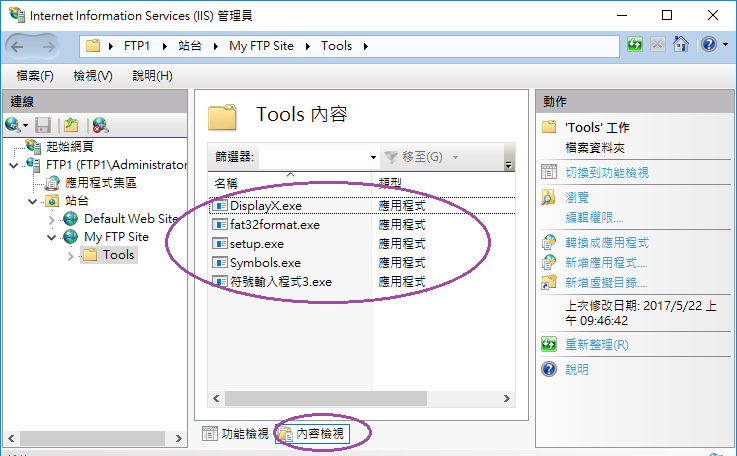 Internet Information Services (IIS) 管理員
FTP1 站台 My FTP Site Tools
檔案(F) 檢視(V) 說明(H)
連線
起始網頁
FTP1 (FTP1\Administrator
應用程式集區
站台
Default Web Site
My FTP Site
Tools
Tools 內容
篩選器: 移至(G)
名稱 類型
DisplayX.exe 應用程式
fat32format.exe 應用程式
setup.exe 應用程式
Symbols.exe 應用程式
符號輸入程式3.exe 應用程式
功能檢視 內容檢視
動作
'Tools' 工作
檔案資料夾
切換到功能檢視
瀏覽
編輯權限...
轉換成應用程式
新增應用程式...
新增虛擬目錄...
上次修改日期: 2017/5/22 上
午 09:46:42
重新整理(R)
說明